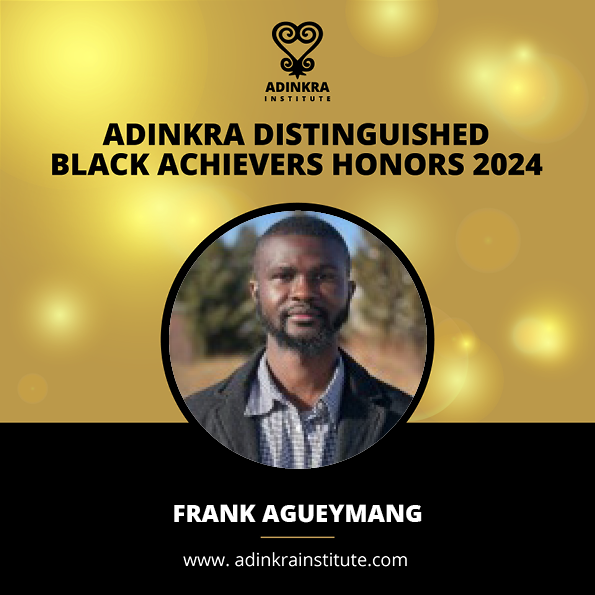 ADINKRA
INSTITUTE
ADINKRA DISTINGUISHED
BLACK ACHIEVERS HONORS 2024
FRANK AGUEYMANG
www. adinkrainstitute.com